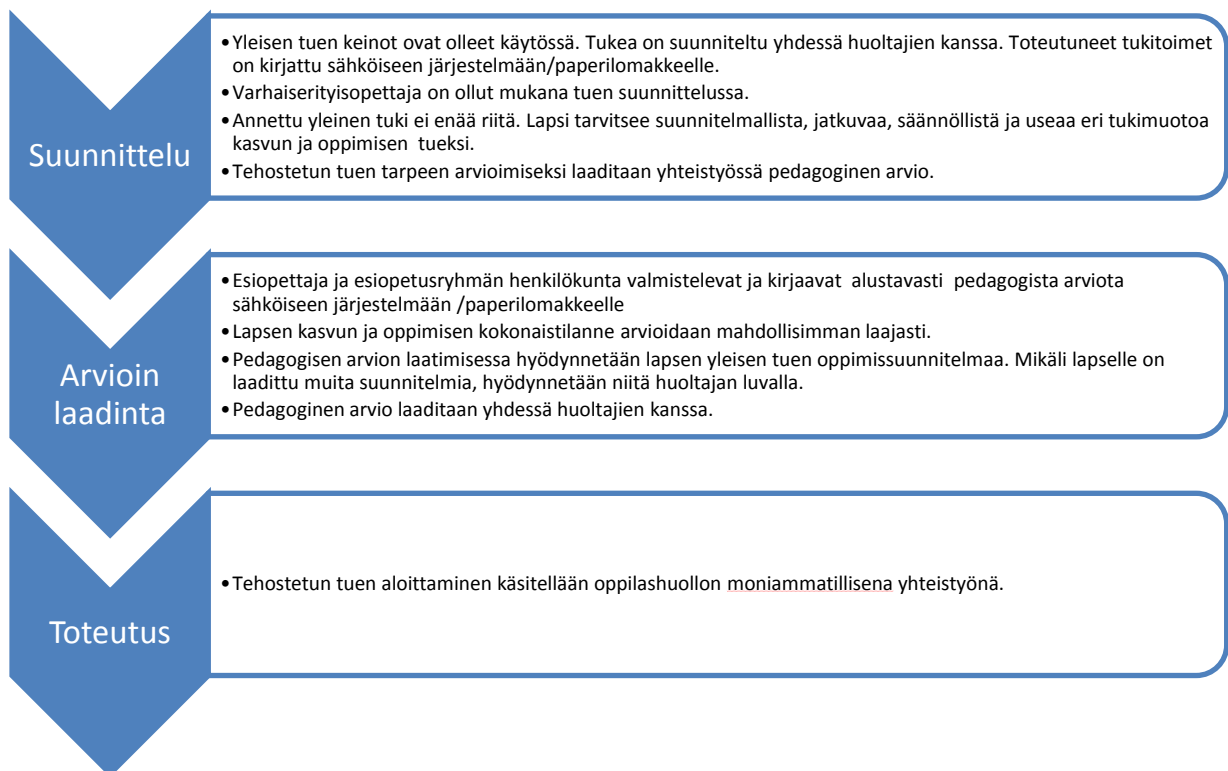 Suunnittelu
•Yleisen tuen keinot ovat olleet käytössä. Tukea on suunniteltu yhdessä huoltajien kanssa. Toteutuneet tukitoimet
on kirjattu sähköiseen järjestelmään/paperilomakkeelle.
•Varhaiserityisopettaja on ollut mukana tuen suunnittelussa.
•Annettu yleinen tuki ei enää riitä. Lapsi tarvitsee suunnitelmallista, jatkuvaa, säännöllistä ja useaa eri tukimuotoa
kasvun ja oppimisen tueksi.
•Tehostetun tuen tarpeen arvioimiseksi laaditaan yhteistyössä pedagoginen arvio.
Arvioin
laadinta
•Esiopettaja ja esiopetusryhmän henkilökunta valmistelevat ja kirjaavat alustavasti pedagogista arviota
sähköiseen järjestelmään /paperilomakkeelle
•Lapsen kasvun ja oppimisen kokonaistilanne arvioidaan mahdollisimman laajasti.
•Pedagogisen arvion laatimisessa hyödynnetään lapsen yleisen tuen oppimissuunnitelmaa. Mikäli lapselle on
laadittu muita suunnitelmia, hyödynnetään niitä huoltajan luvalla.
•Pedagoginen arvio laaditaan yhdessä huoltajien kanssa.
Toteutus
•Tehostetun tuen aloittaminen käsitellään oppilashuollon moniammatillisena yhteistyönä.